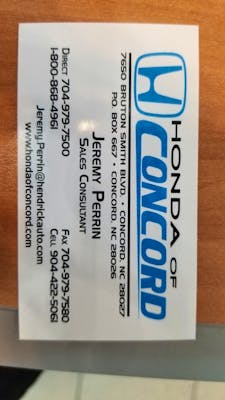 HONDA OF
CONCORD
7650 BRUTON SMITH BLVD. • CONCORD, NC 28027
P.O. BOX 667 • CONCORD, NC 28026
JEREMY PERRIN
SALES CONSULTANT
DIRECT 704-979-7500
1-800-868-4961
FAX 704-979-7580
CELL 904-422-5061
Jeremy.Perrin@hendrickauto.com
www.hondaofconcord.com